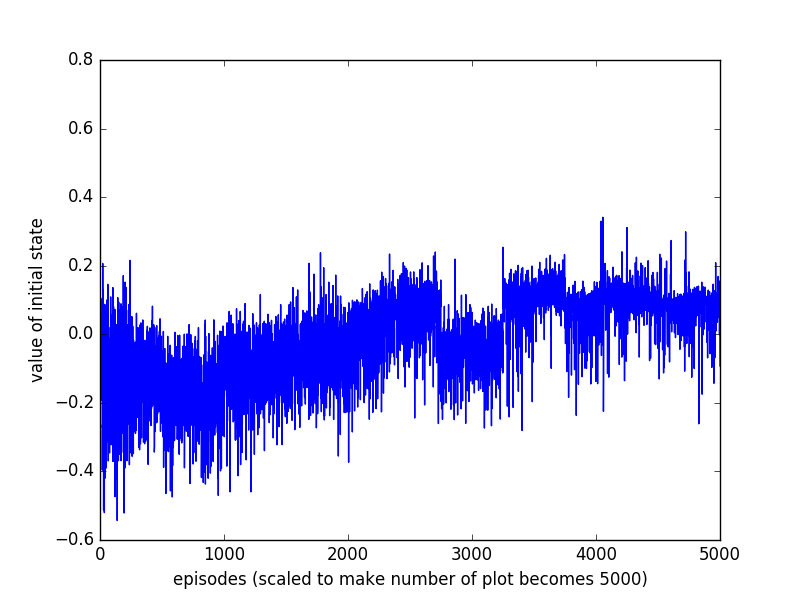 0.8
0.6
0.4
0.2
0.0
−0.2
−0.4
−0.6
value of initial state
0 1000 2000 3000 4000 5000
episodes (scaled to make number of plot becomes 5000)